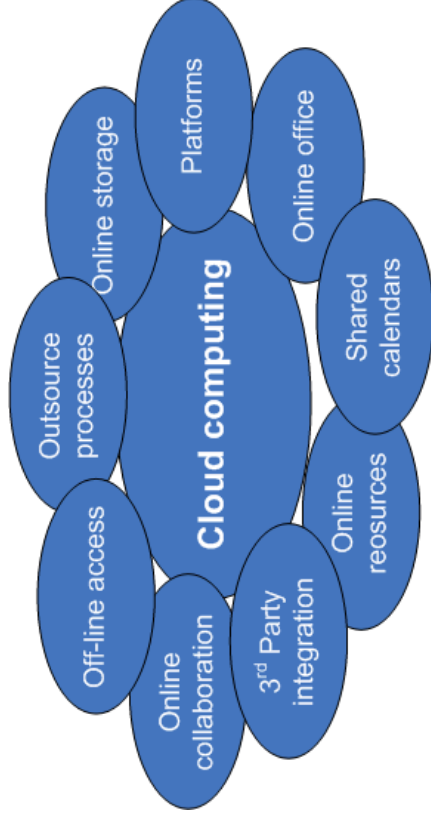 Outsource
processes
Online storage
Platforms
Online office
Shared
calendars
Online
reosurces
3rd Party
integration
Online
collaboration
Off-line access
Cloud computing